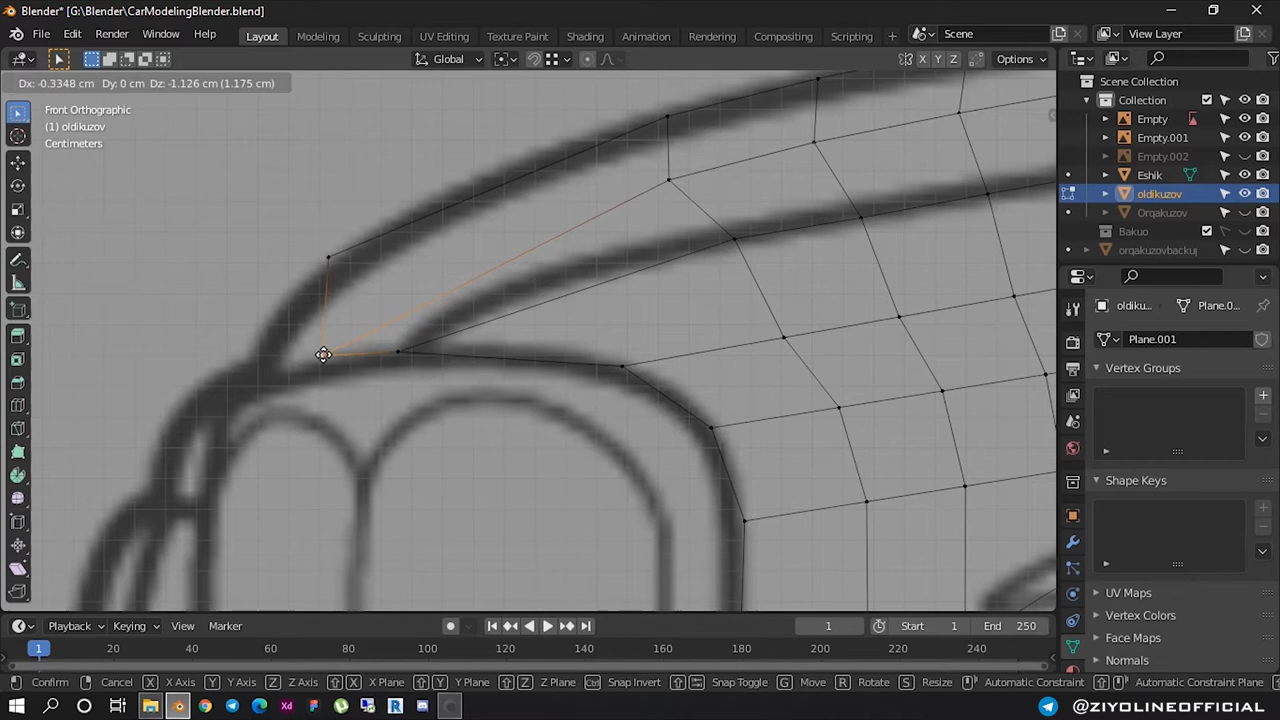 Blender* [G:\Blender\CarModelingBlender.blend]
File Edit Render Window Help Layout Modeling Sculpting UV Editing Texture Paint Shading Animation Rendering Compositing Scripting + Scene View Layer
Global X Y Z Options
Dx: -0.3348 cm Dy: 0 cm Dz: -1.126 cm (1.175 cm)
Front Orthographic
(1) oldikuzov
Centimeters
Scene Collection
Collection
Empty
Empty.001
Empty.002
Eshik
oldikuzov
Orqakuzov
Bakuo
orqakuzovbackup
oldiku... Plane.0...
Plane.001
Vertex Groups
Shape Keys
UV Maps
Vertex Colors
Face Maps
Normals
Playback Keying View Marker 1 Start 1 End 250
1 20 40 60 80 100 120 140 160 180 200 220 240
Confirm Cancel X X Axis Y Y Axis Z Z Axis X X Plane Y Y Plane Z Z Plane Ctrl Snap Invert Snap Toggle G Move R Rotate S Resize Automatic Constraint Automatic Constraint Plane
@ZIYOLINEOFFICIAL